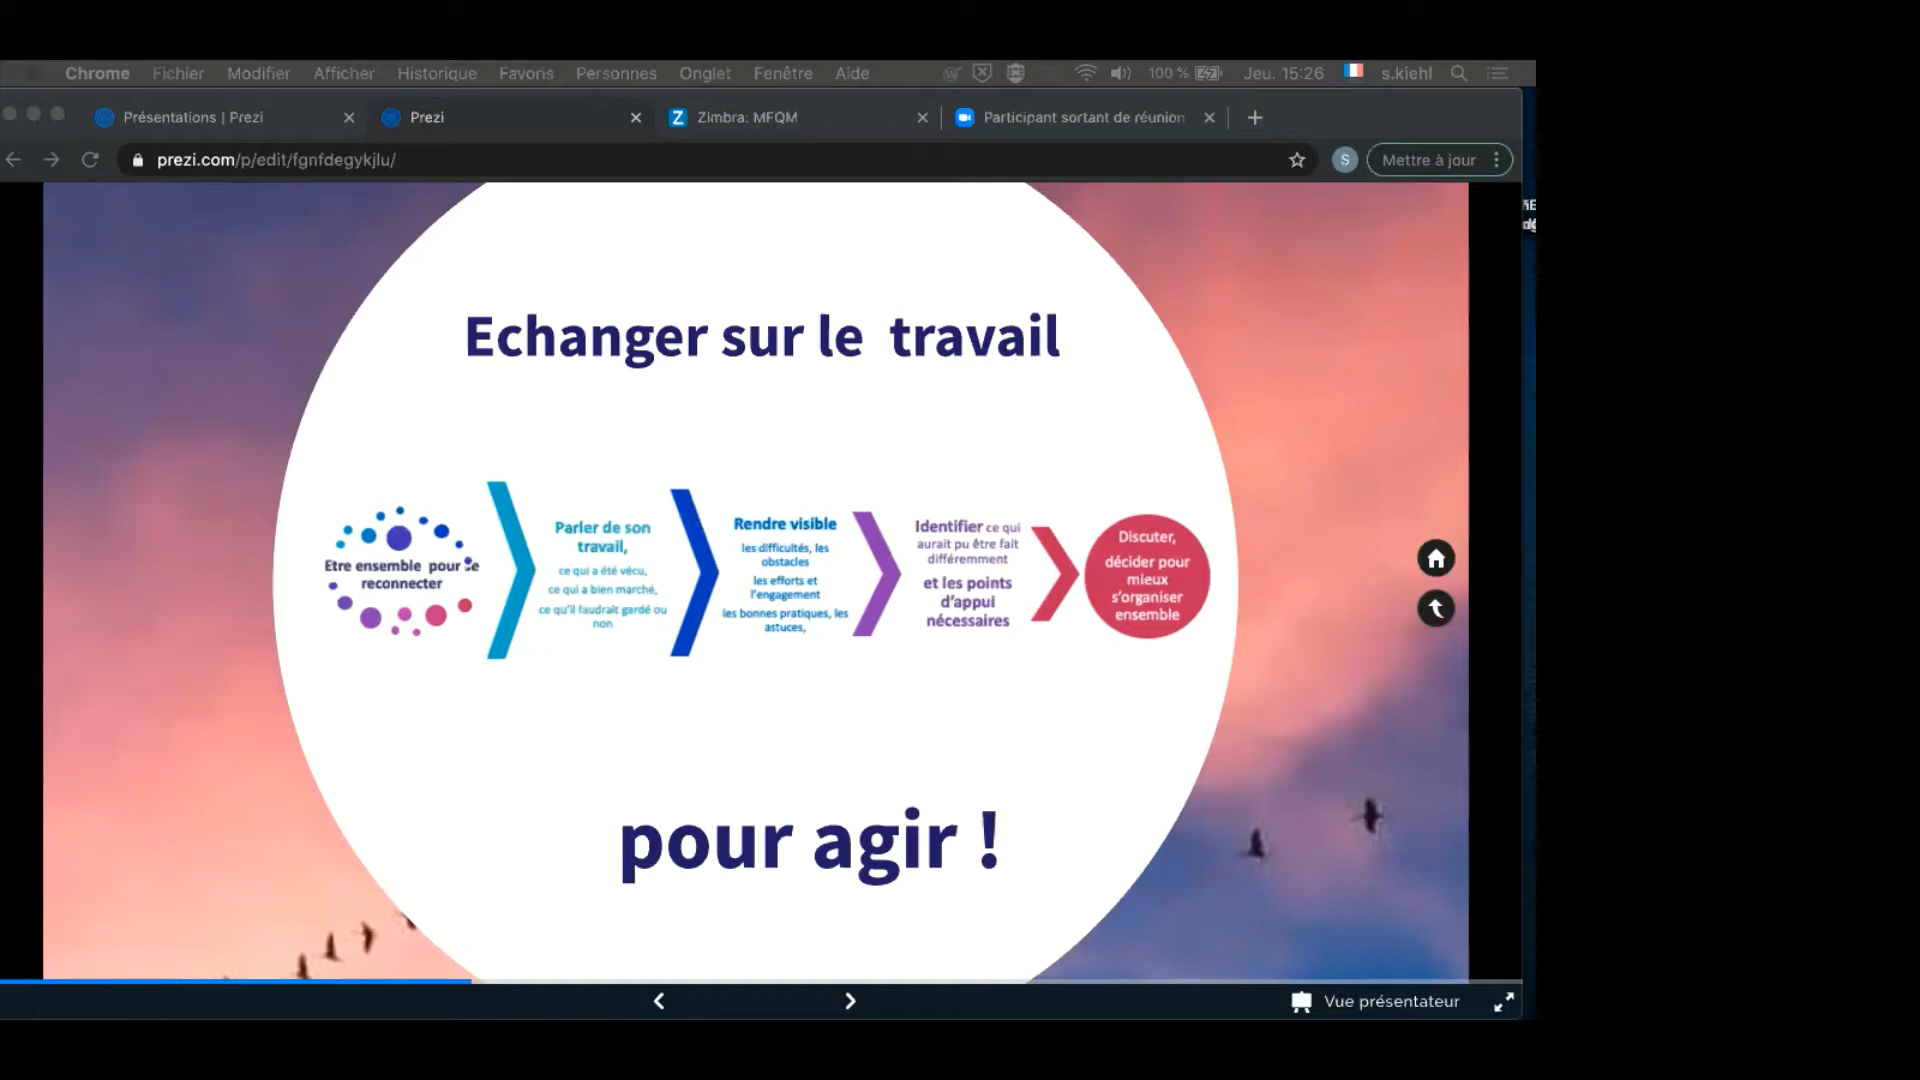 Chrome Fichier Modifier Afficher Historique Favoris Personnes Onglet Fenêtre Aide 100 % Jeu. 15:26 s.kiehl
Présentations | Prezi Prezi Zimbra: MFQM Participant sortant de réunion
prezi.com/p/edit/fgnfdegykjlu/ S Mettre à jour
Echanger sur le travail
Etre ensemble pour se
reconnecter
Parler de son
travail,
ce qui a été vécu,
ce qui a bien marché,
ce qu'il faudrait gardé ou
non
Rendre visible
les difficultés, les
obstacles
les efforts et
l'engagement
les bonnes pratiques, les
astuces,
Identifier ce qui
aurait pu être fait
différemment
et les points
d'appui
nécessaires
Discuter,
décider pour
mieux
s'organiser
ensemble
pour agir !
Vue présentateur